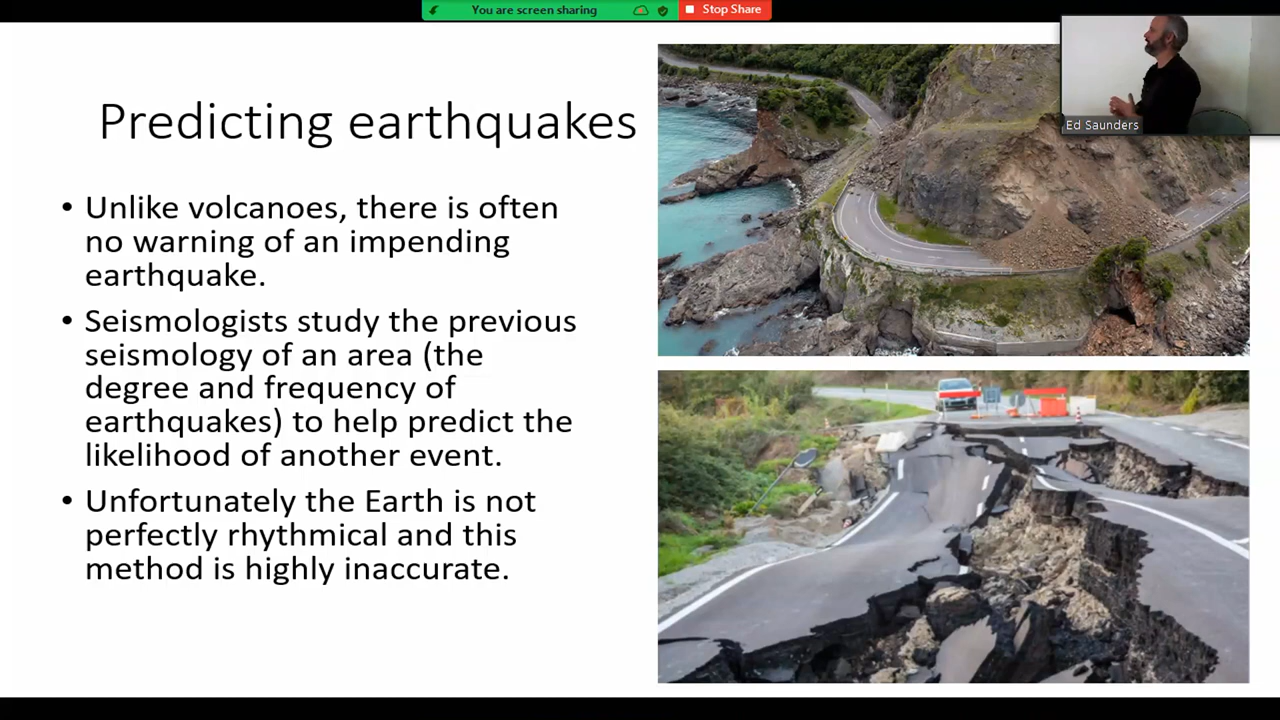 You are screen sharing
Stop Share
Ed Saunders
Predicting earthquakes
• Unlike volcanoes, there is often
no warning of an impending
earthquake.
• Seismologists study the previous
seismology of an area (the
degree and frequency of
earthquakes) to help predict the
likelihood of another event.
• Unfortunately the Earth is not
perfectly rhythmical and this
method is highly inaccurate.